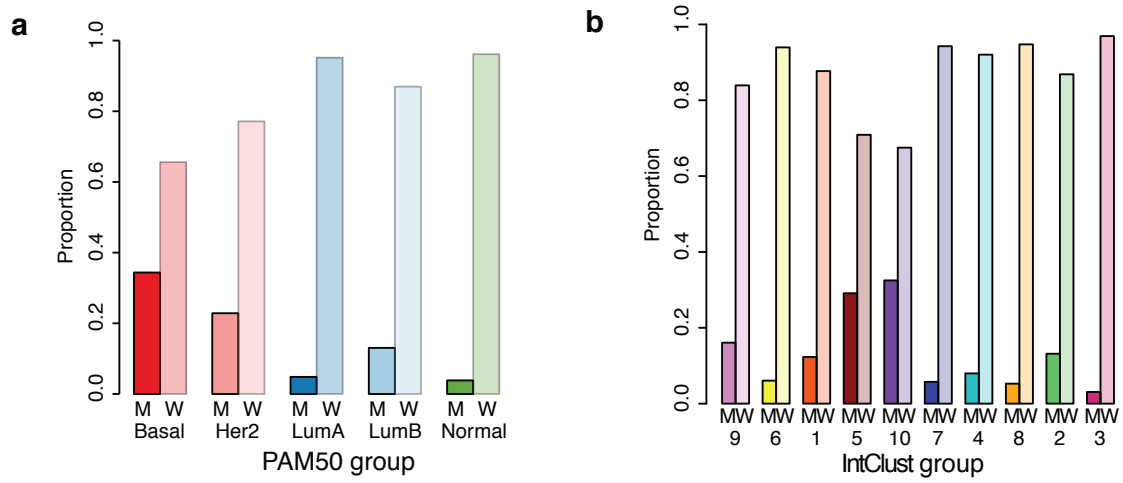 a
1.0
0.8
0.6
0.4
0.2
0.0
Proportion
M W M W M W M W M W
Basal Her2 LumA LumB Normal
PAM50 group
b
1.0
0.8
0.6
0.4
0.2
0.0
Proportion
MW MW MW MW MW MW MW MW MW MW
9 6 1 5 10 7 4 8 2 3
IntClust group